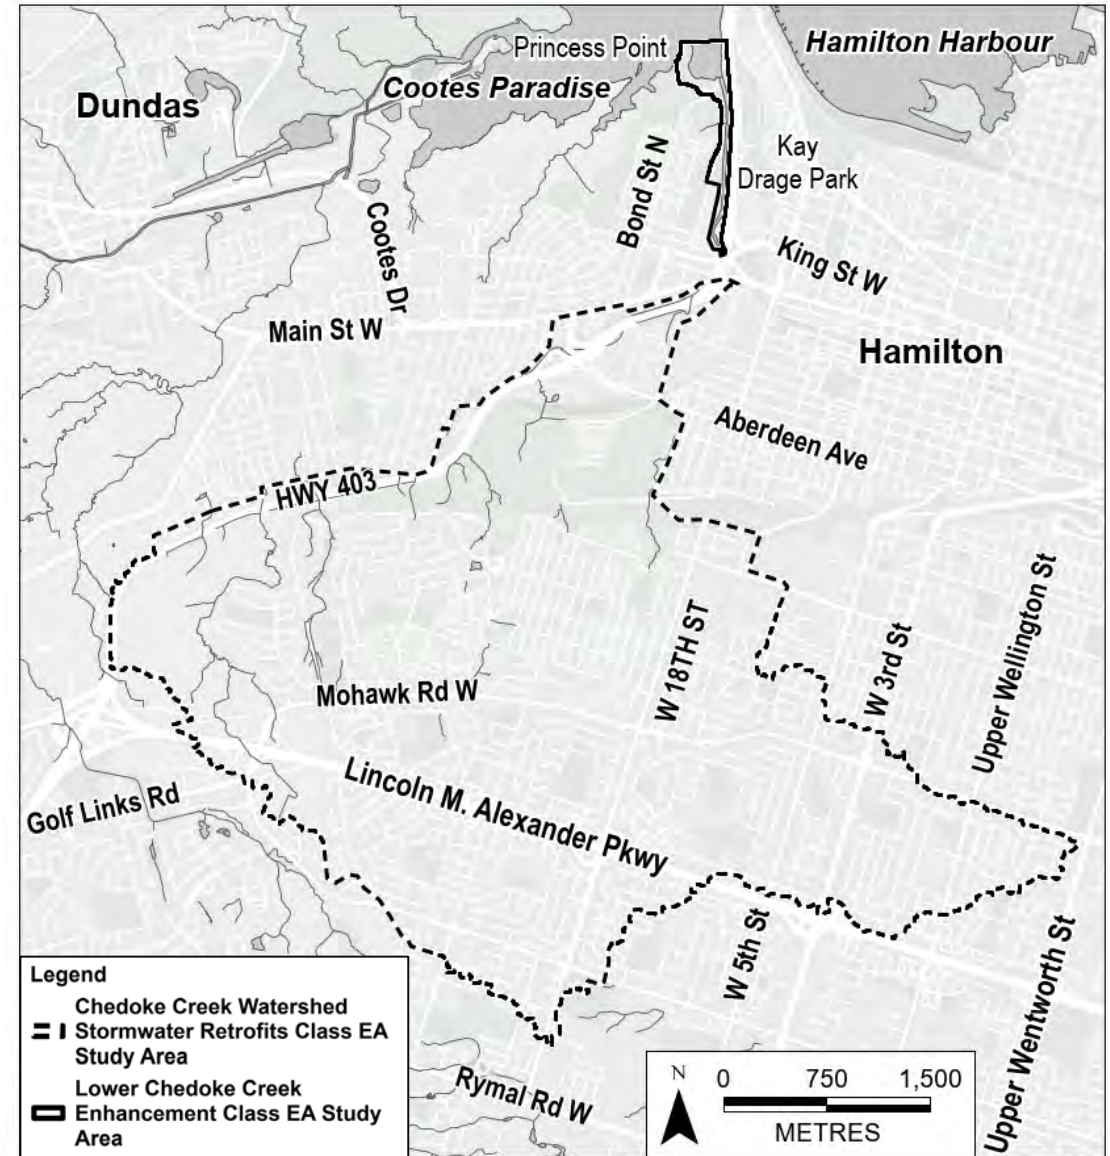 Princess Point
Hamilton Harbour
Cootes Paradise
Dundas
Kay
Drage Park
Bond St N
Cootes Dr
King St W
Main St W
Hamilton
Aberdeen Ave
HWY 403
Upper Wellington St
W 18TH ST
W 3rd St
Mohawk Rd W
Lincoln M. Alexander Pkwy
Golf Links Rd
W 5th St
Upper Wentworth St
Rymal Rd W
Legend
Chedoke Creek Watershed
Stormwater Retrofits Class EA
Study Area
Lower Chedoke Creek
Enhancement Class EA Study
Area
N
0 750 1,500
METRES